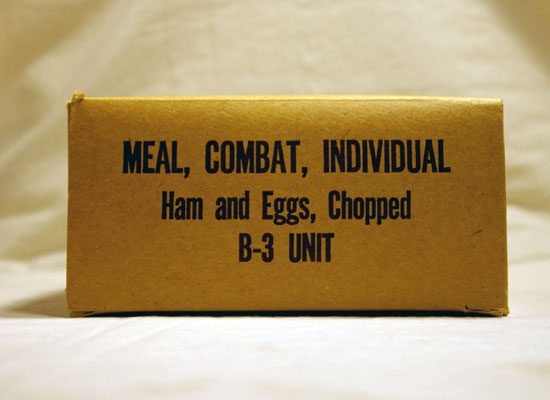 MEAL, COMBAT, INDIVIDUAL
Ham and Eggs, Chopped
B-3 UNIT